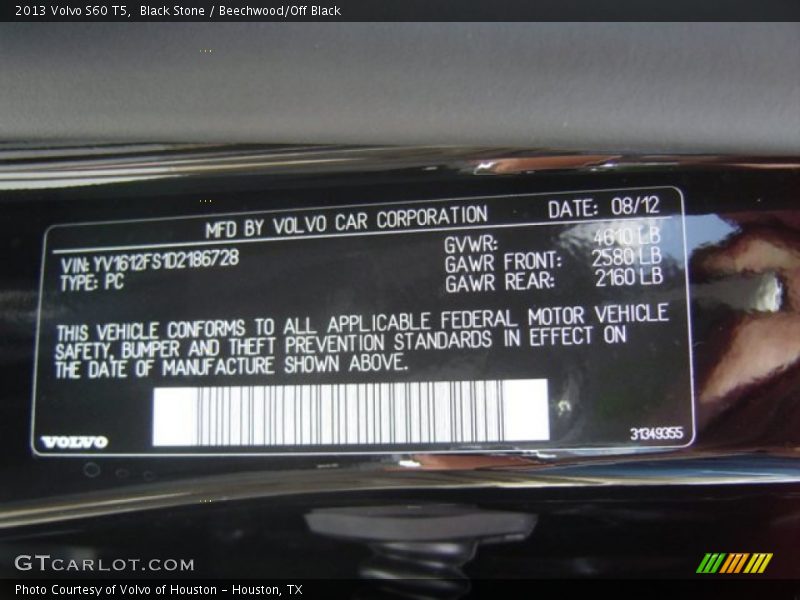 2013 Volvo S60 T5, Black Stone / Beechwood/Off Black
MFD BY VOLVO CAR CORPORATION DATE: 08/12
VIN: YV1612FS1D2186728
TYPE: PC
GVWR: 4610 LB
GAWR FRONT: 2580 LB
GAWR REAR: 2160 LB
THIS VEHICLE CONFORMS TO ALL APPLICABLE FEDERAL MOTOR VEHICLE
SAFETY, BUMPER AND THEFT PREVENTION STANDARDS IN EFFECT ON
THE DATE OF MANUFACTURE SHOWN ABOVE.
VOLVO
31349355
GTCARLOT.COM
Photo Courtesy of Volvo of Houston - Houston, TX